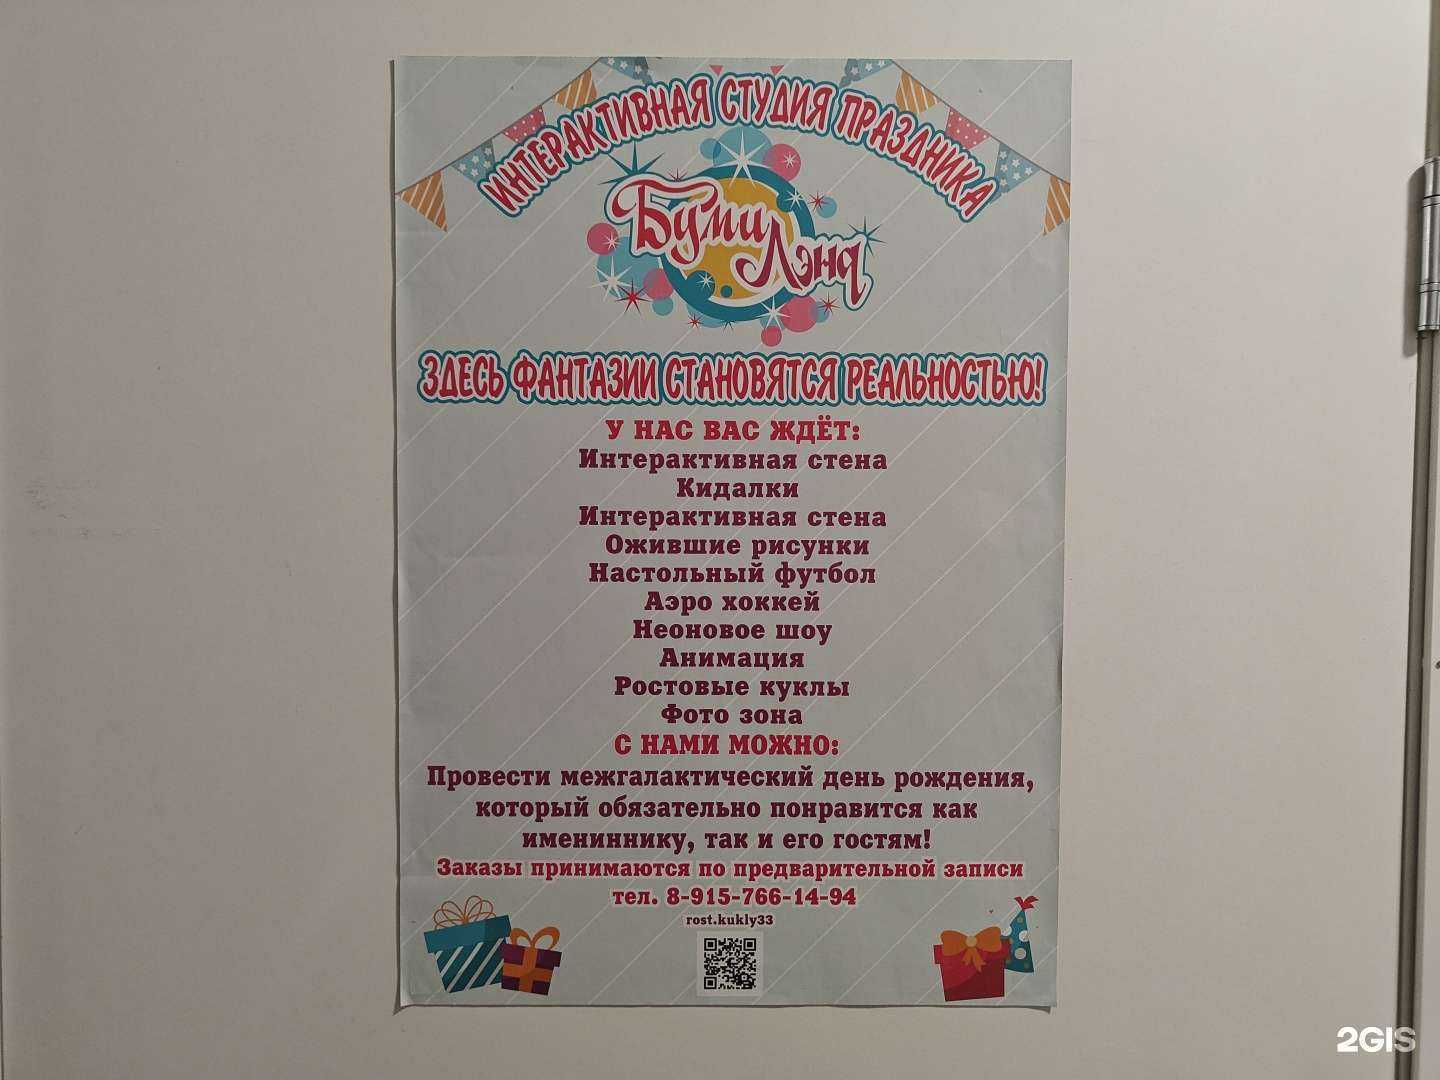 ИНТЕРАКТИВНАЯ СТУДИЯ ПРАЗДНИКА
Буми
Лэнд
ЗДЕСЬ ФАНТАЗИИ СТАНОВЯТСЯ РЕАЛЬНОСТЬЮ!
У НАС ВАС ЖДЁТ:
Интерактивная стена
Кидалки
Интерактивная стена
Ожившие рисунки
Настольный футбол
Аэро хоккей
Неоновое шоу
Анимация
Ростовые куклы
Фото зона
С НАМИ МОЖНО:
Провести межгалактический день рождения,
который обязательно понравится как
имениннику, так и его гостям!
Заказы принимаются по предварительной записи
тел. 8-915-766-14-94
rost.kukly33
2GIS